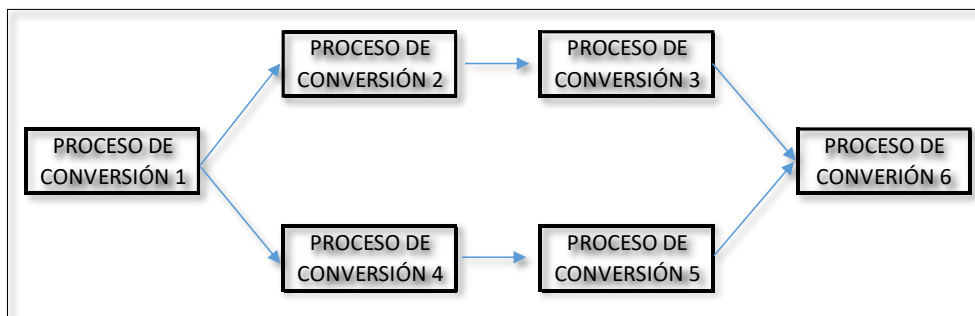 PROCESO DE
CONVERSIÓN 1
PROCESO DE
CONVERSIÓN 2
PROCESO DE
CONVERSIÓN 3
PROCESO DE
CONVERSIÓN 4
PROCESO DE
CONVERSIÓN 5
PROCESO DE
CONVERIÓN 6